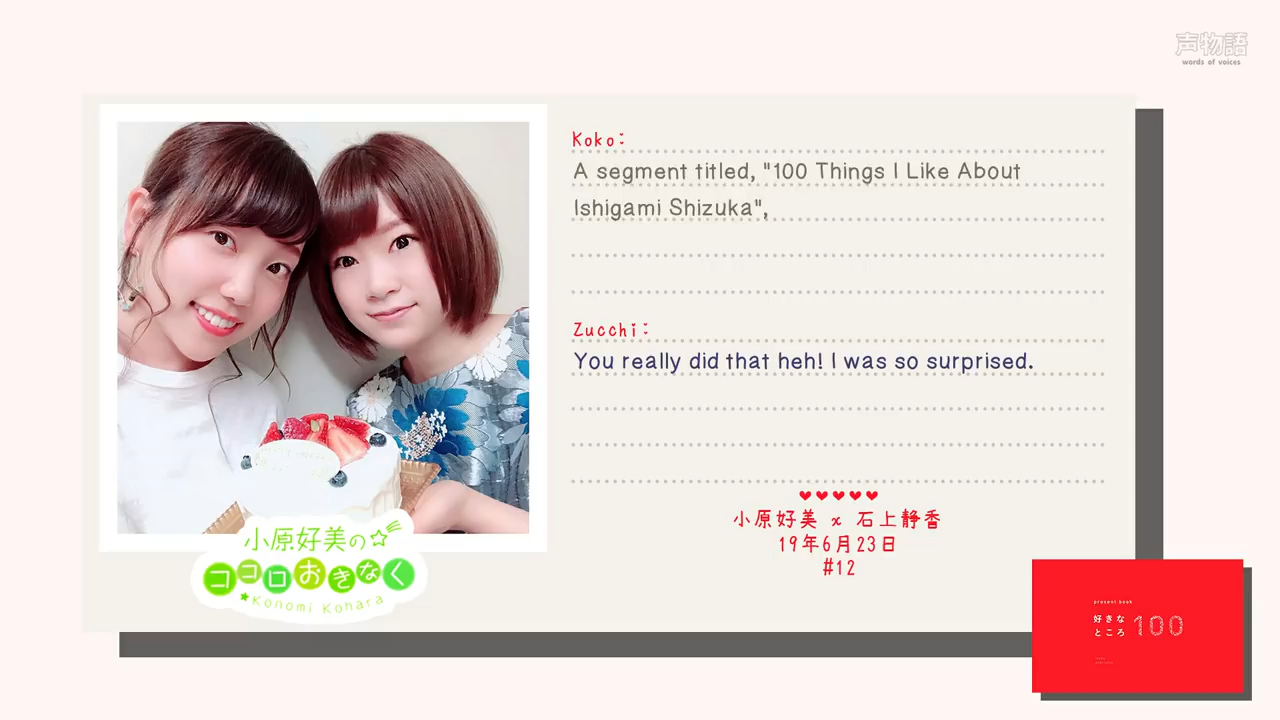 声物語
words of voices
Koko:
A segment titled, "100 Things I Like About
Ishigami Shizuka",
Zucchi:
You really did that heh! I was so surprised.
小原好美 x 石上静香
19年6月23日
#12
小原好美の
ココロおきなく
Konomi Kohara
present book
好きな
ところ 100